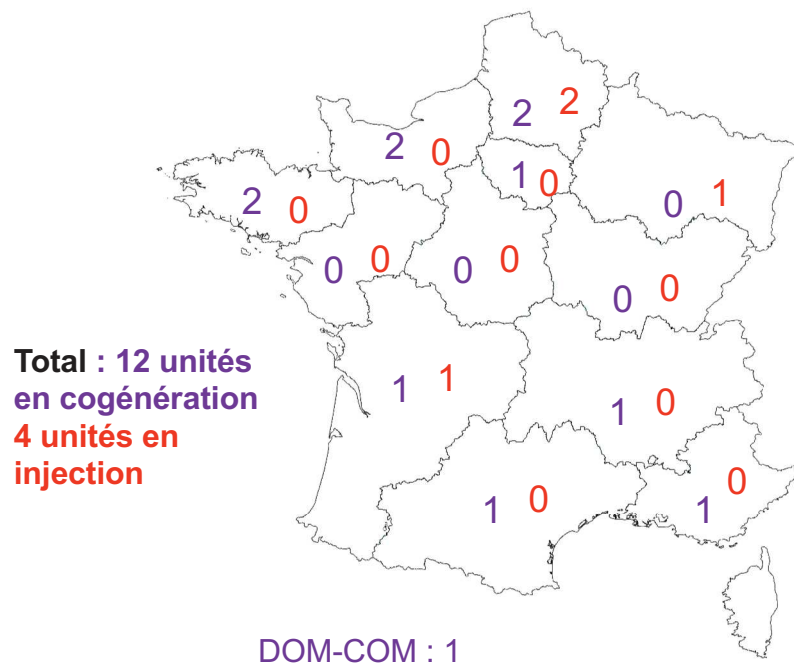 2 2
2 0
1 0
2 0
0 1
0 0
0 0
0 0
Total : 12 unités
en cogénération
4 unités en
injection
1 1
1 0
1 0
1 0
DOM-COM : 1